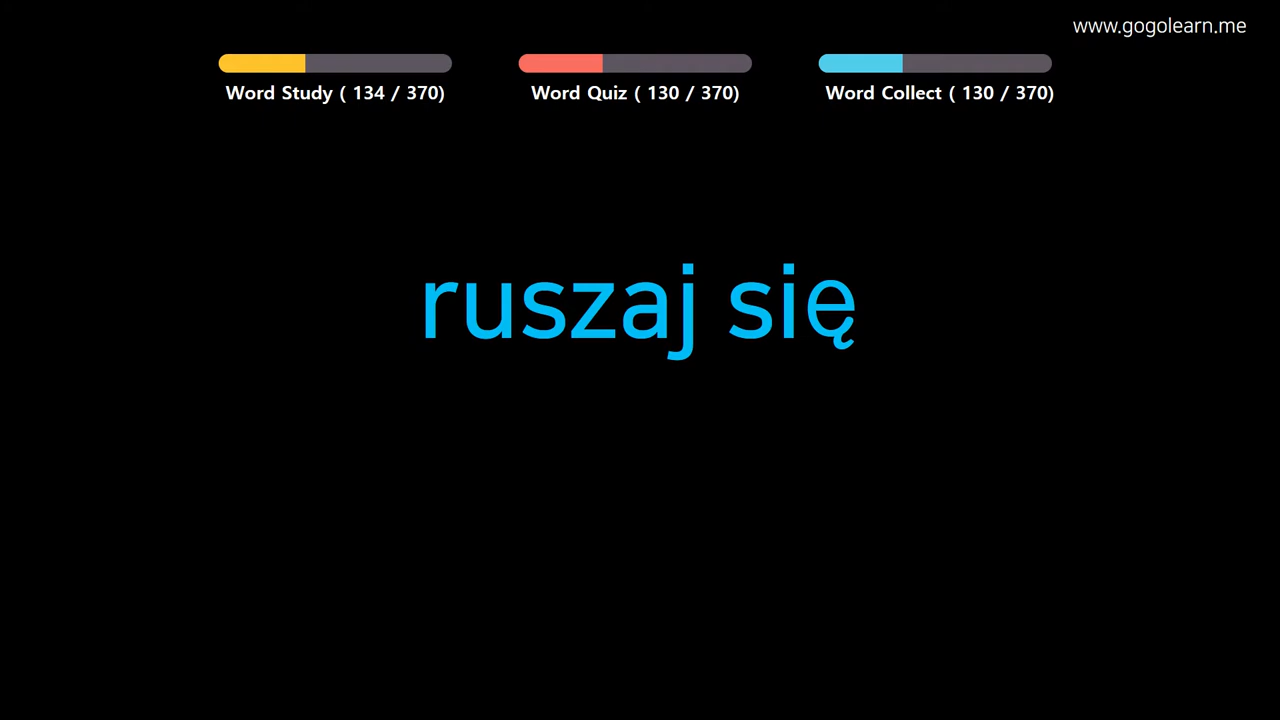 www.gogolearn.me
Word Study ( 134 / 370)
Word Quiz ( 130 / 370)
Word Collect ( 130 / 370)
ruszaj się